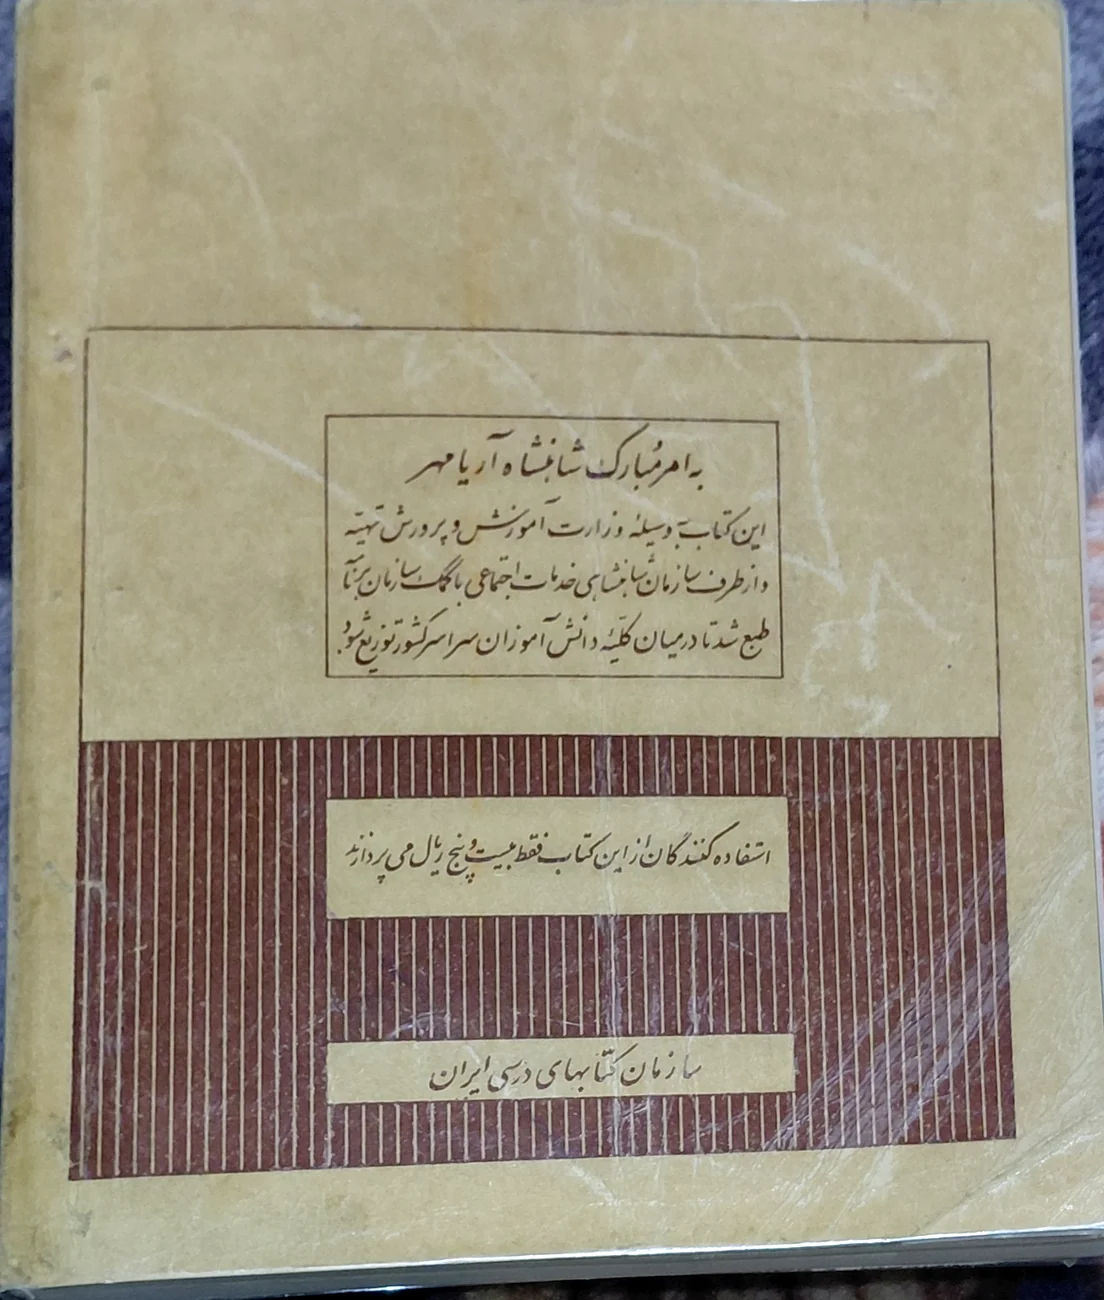 به امر مبارک شاهنشاه آریامهر
این کتاب به وسیلهٔ وزارت آموزش و پرورش تهیّه
و از طرف سازمان شاهنشاهی خدمات اجتماعی با کمک سازمان برنامه
طبع شد تا در میان کلیّهٔ دانش آموزان سراسر کشور توزیع شود.
استفاده کنندگان از این کتاب فقط بیست و پنج ریال می پردازند
سازمان کتابهای درسی ایران